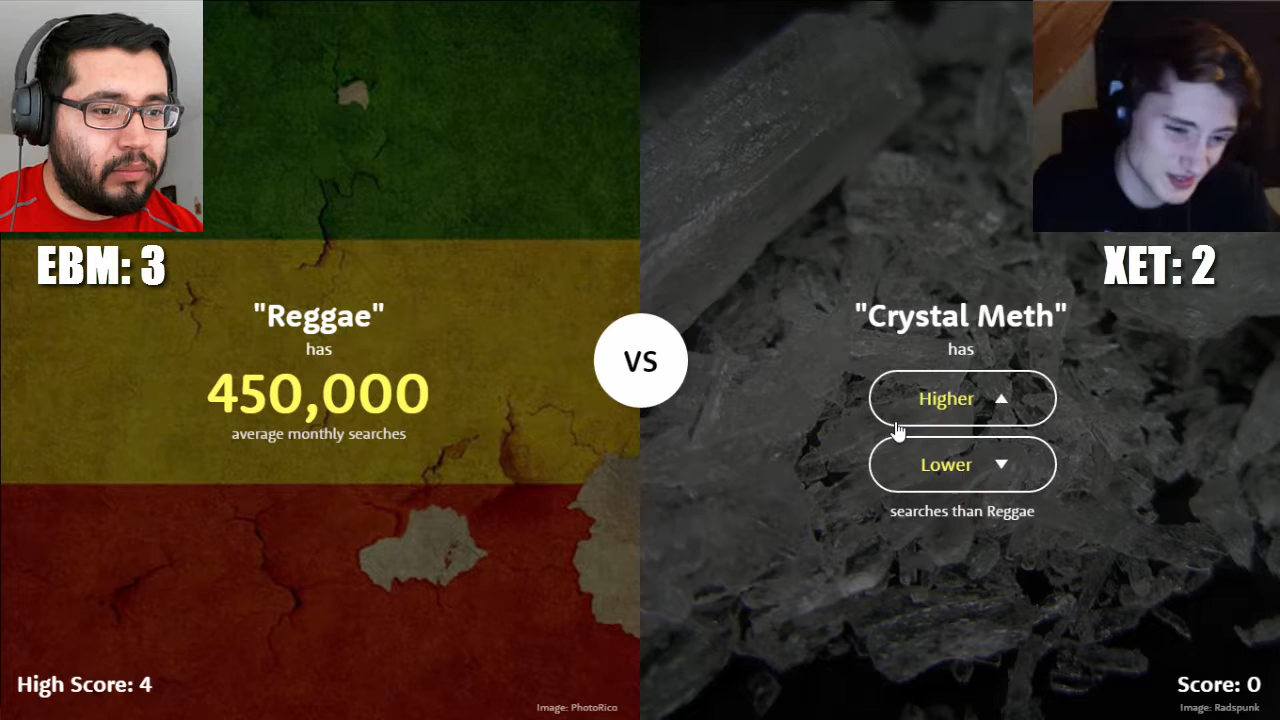 EBM: 3
XET: 2
"Reggae"
has
450,000
average monthly searches
VS
"Crystal Meth"
has
Higher
Lower
searches than Reggae
High Score: 4
Image: PhotoRico
Score: 0
Image: Radspunk